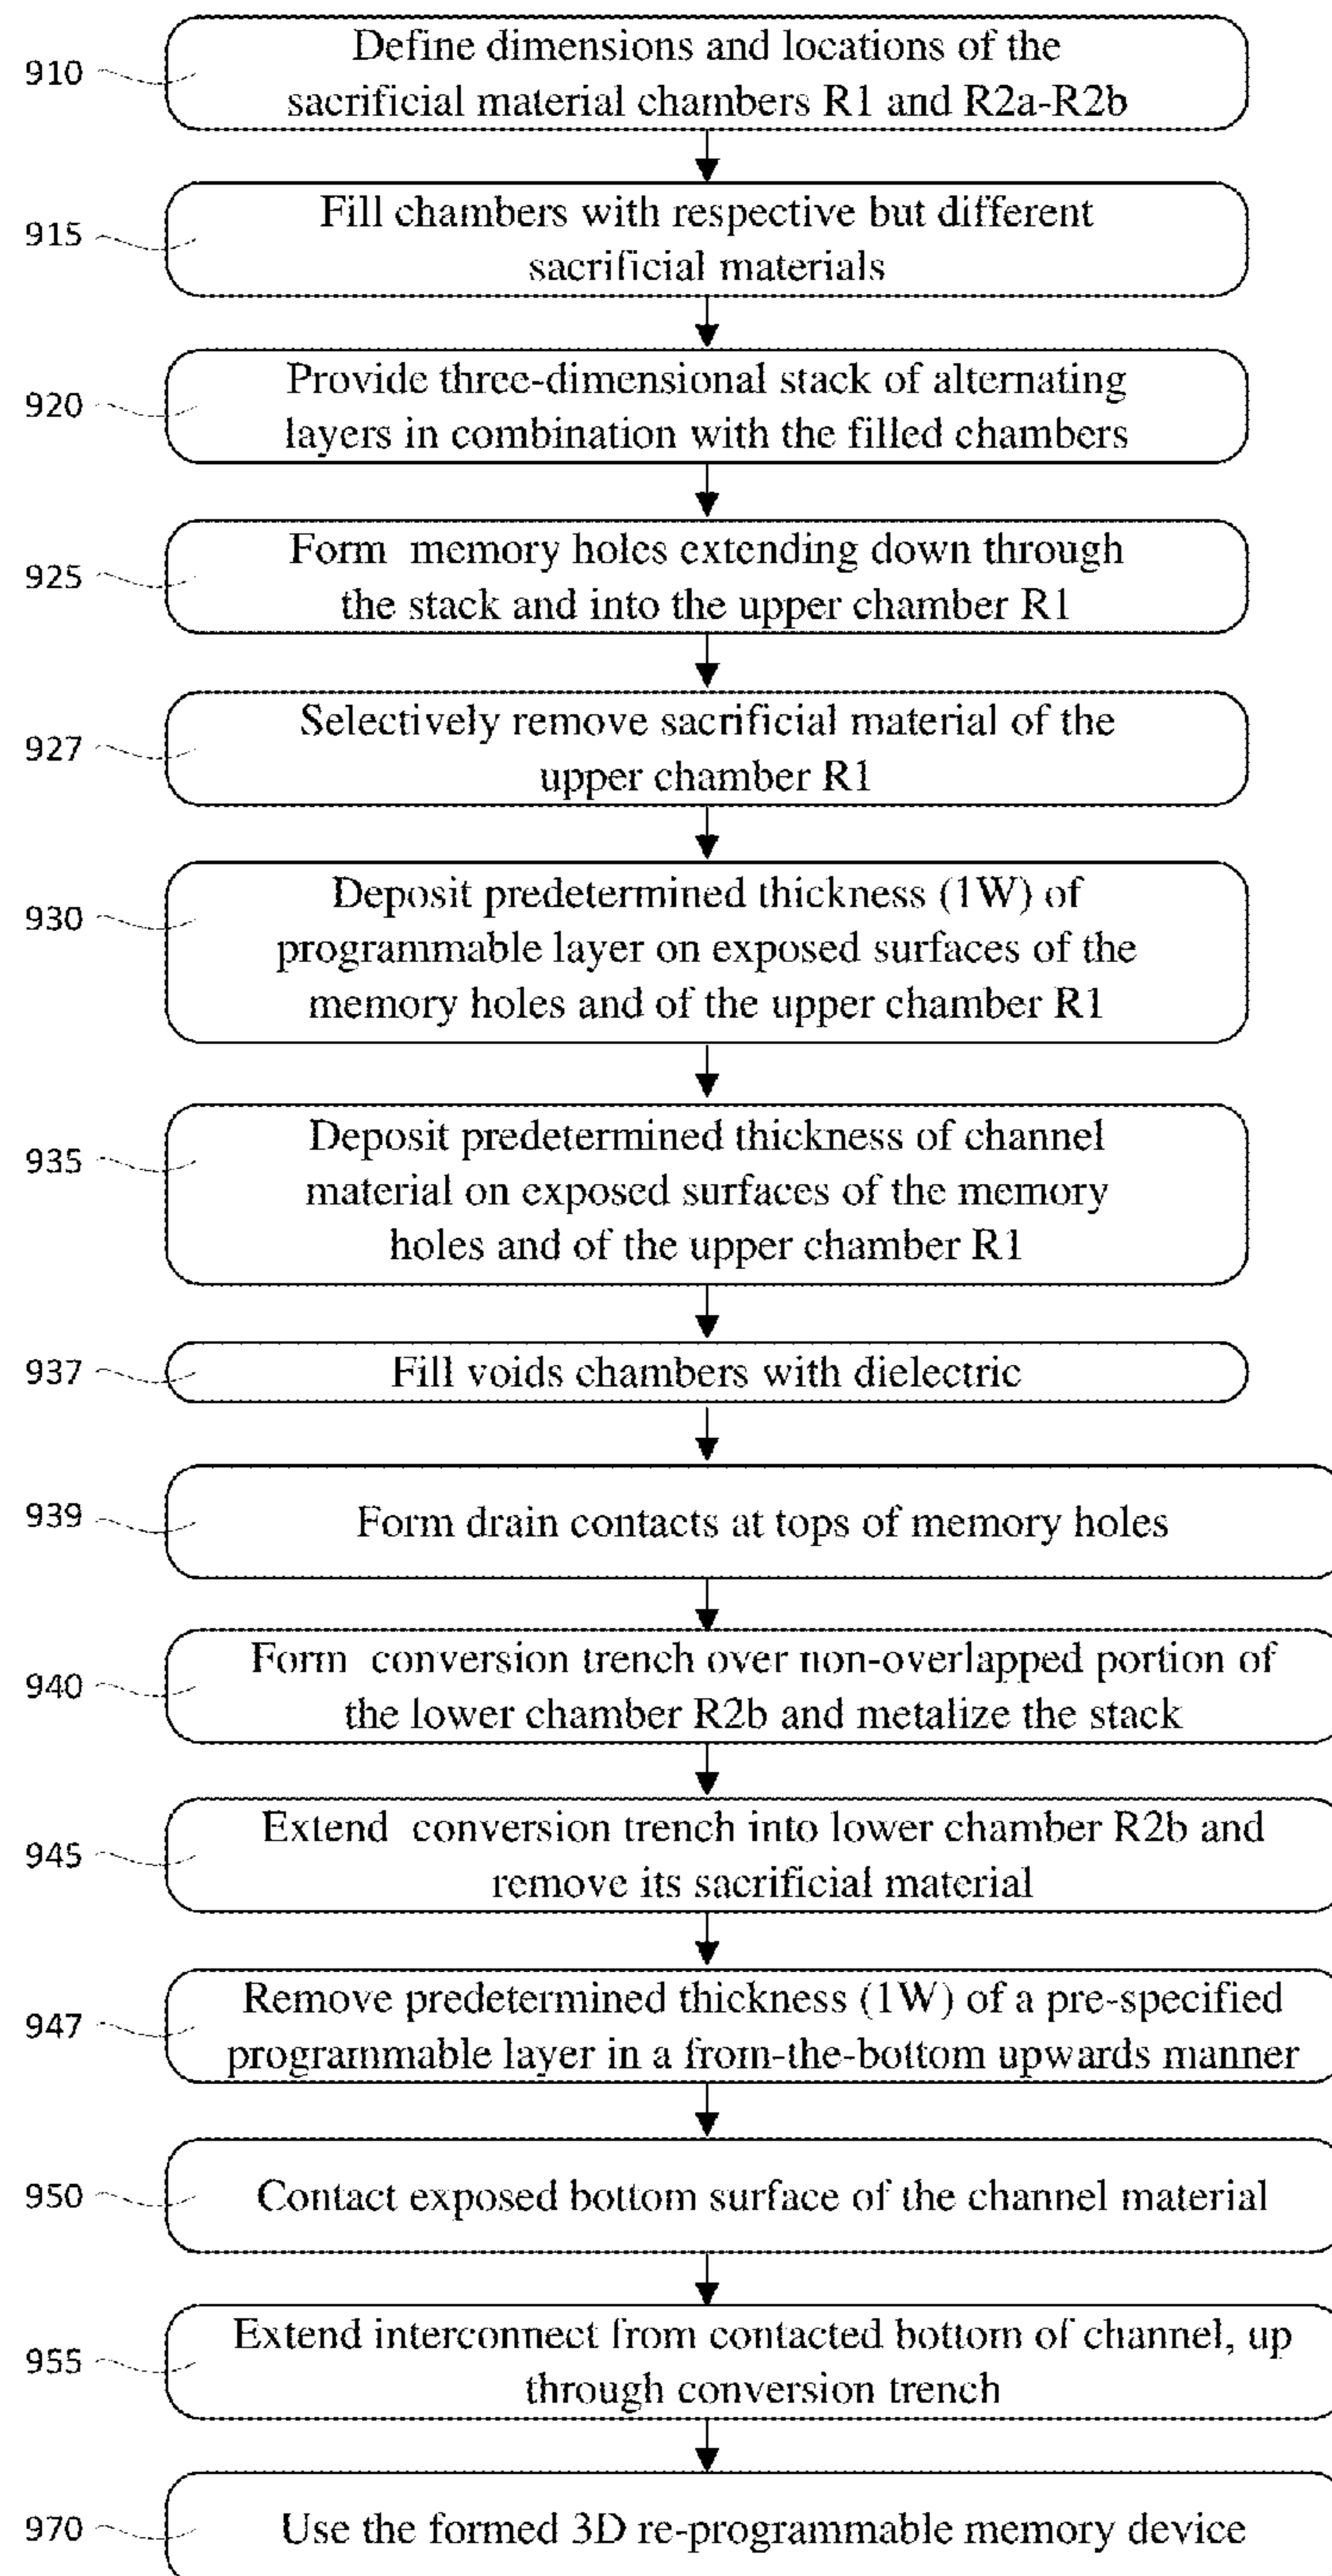 910
Define dimensions and locations of the
sacrificial material chambers R1 and R2a-R2b
915
Fill chambers with respective but different
sacrificial materials
920
Provide three-dimensional stack of alternating
layers in combination with the filled chambers
925
Form memory holes extending down through
the stack and into the upper chamber R1
927
Selectively remove sacrificial material of the
upper chamber R1
930
Deposit predetermined thickness (1W) of
programmable layer on exposed surfaces of the
memory holes and of the upper chamber R1
935
Deposit predetermined thickness of channel
material on exposed surfaces of the memory
holes and of the upper chamber R1
937
Fill voids chambers with dielectric
939
Form drain contacts at tops of memory holes
940
Form conversion trench over non-overlapped portion of
the lower chamber R2b and metalize the stack
945
Extend conversion trench into lower chamber R2b and
remove its sacrificial material
947
Remove predetermined thickness (1W) of a pre-specified
programmable layer in a from-the-bottom upwards manner
950
Contact exposed bottom surface of the channel material
955
Extend interconnect from contacted bottom of channel, up
through conversion trench
970
Use the formed 3D re-programmable memory device